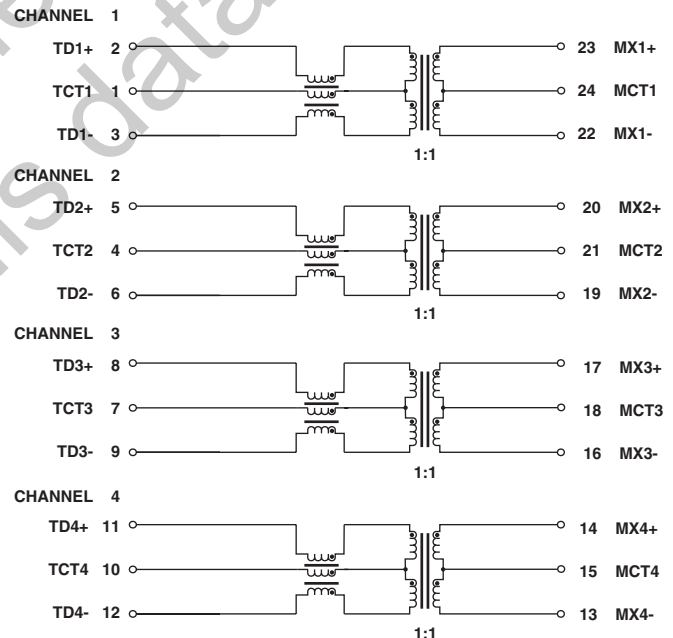 CHANNEL 1
TD1+ 2 23 MX1+
TCT1 1 24 MCT1
TD1- 3 22 MX1-
1:1
CHANNEL 2
TD2+ 5 20 MX2+
TCT2 4 21 MCT2
TD2- 6 19 MX2-
1:1
CHANNEL 3
TD3+ 8 17 MX3+
TCT3 7 18 MCT3
TD3- 9 16 MX3-
1:1
CHANNEL 4
TD4+ 11 14 MX4+
TCT4 10 15 MCT4
TD4- 12 13 MX4-
1:1